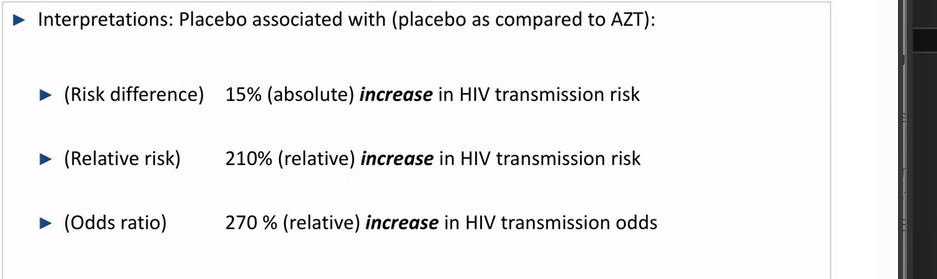 Interpretations: Placebo associated with (placebo as compared to AZT):
(Risk difference) 15% (absolute) increase in HIV transmission risk
(Relative risk) 210% (relative) increase in HIV transmission risk
(Odds ratio) 270 % (relative) increase in HIV transmission odds